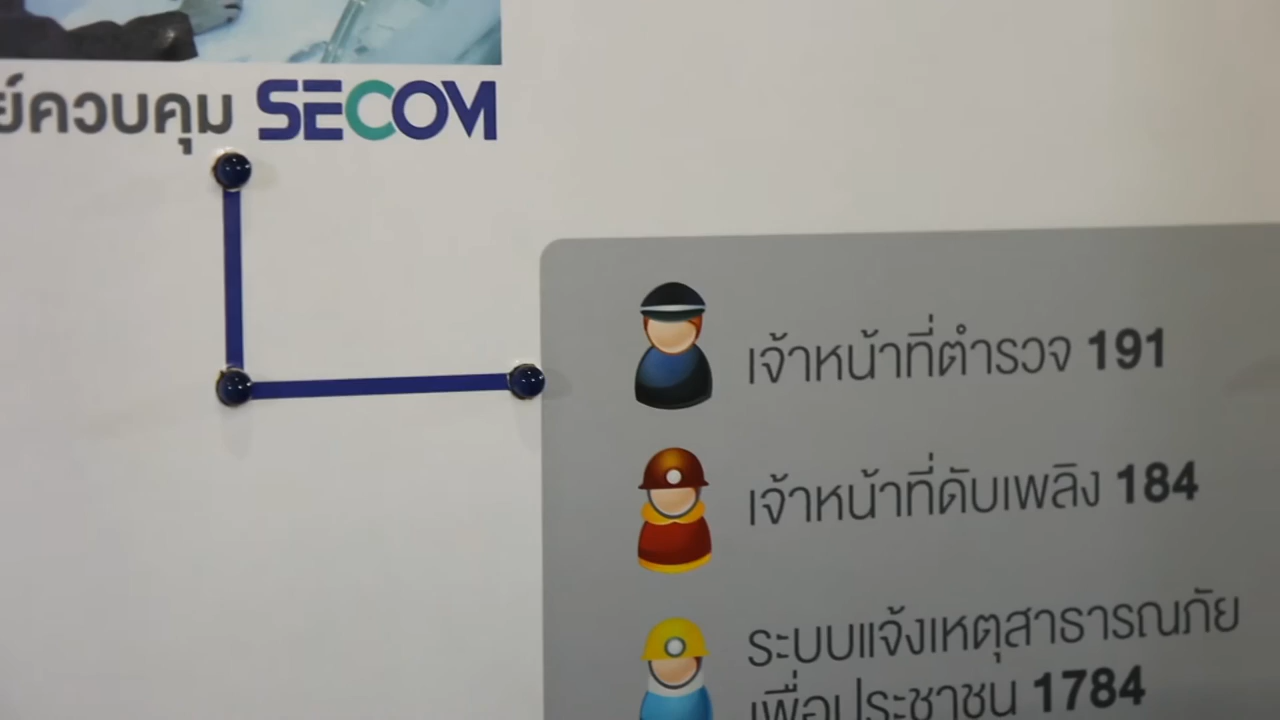 ย์ควบคุม SECOM
เจ้าหน้าที่ตำรวจ 191
เจ้าหน้าที่ดับเพลิง 184
ระบบแจ้งเหตุสาธารณภัย
เพื่อประชาชน 1784